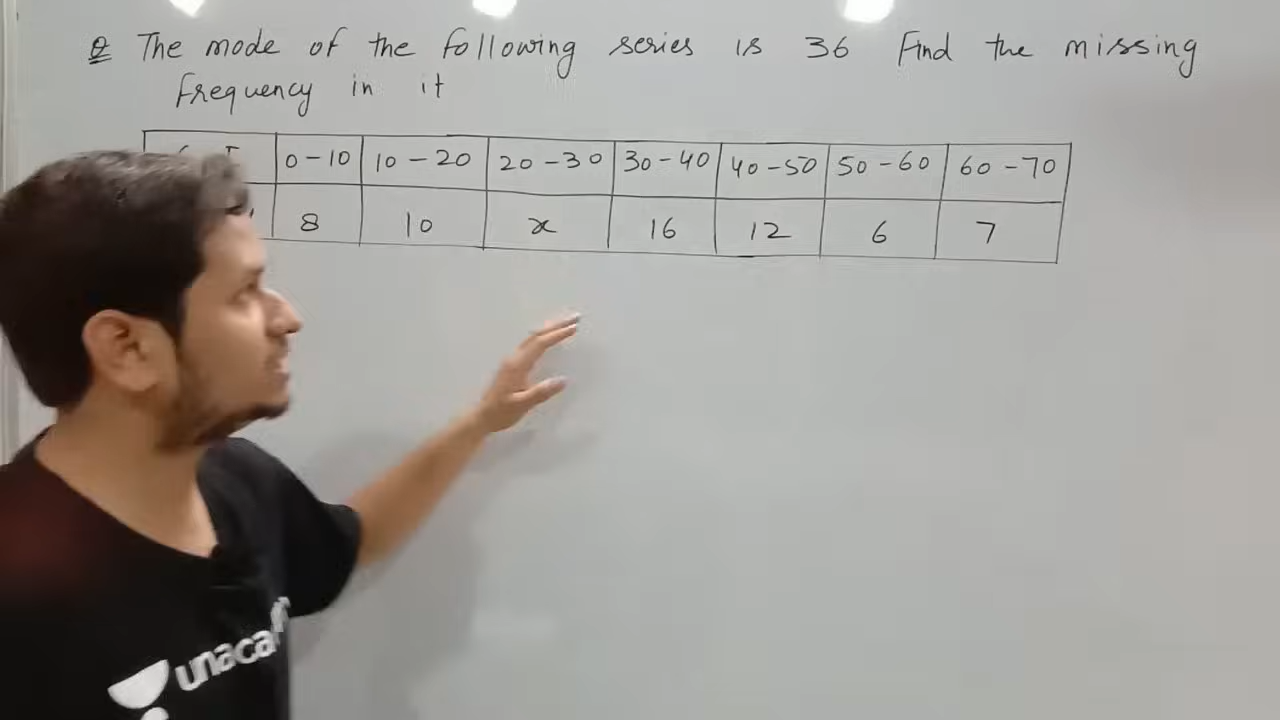 Q The mode of the following series is 36 Find the missing
frequency in it
0-10 10-20 20-30 30-40 40-50 50-60 60-70
8 10 x 16 12 6 7